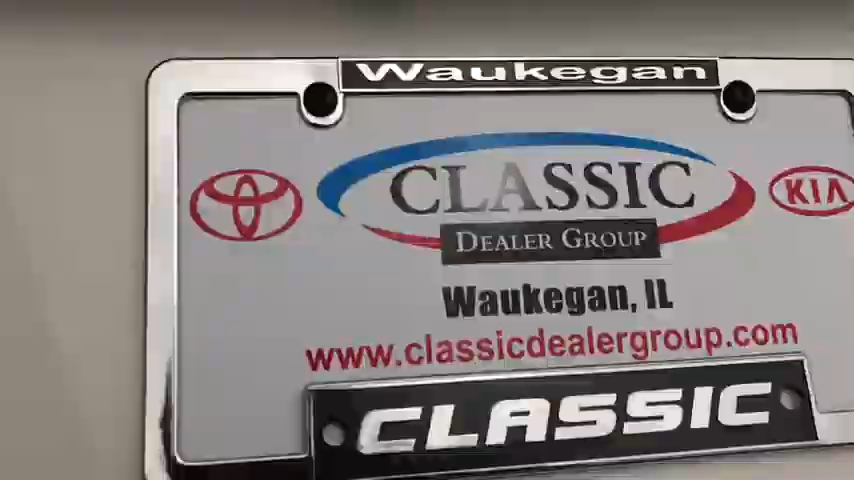 Waukegan
CLASSIC
KIA
DEALER GROUP
Waukegan, IL
www.classicdealergroup.com
CLASSIC